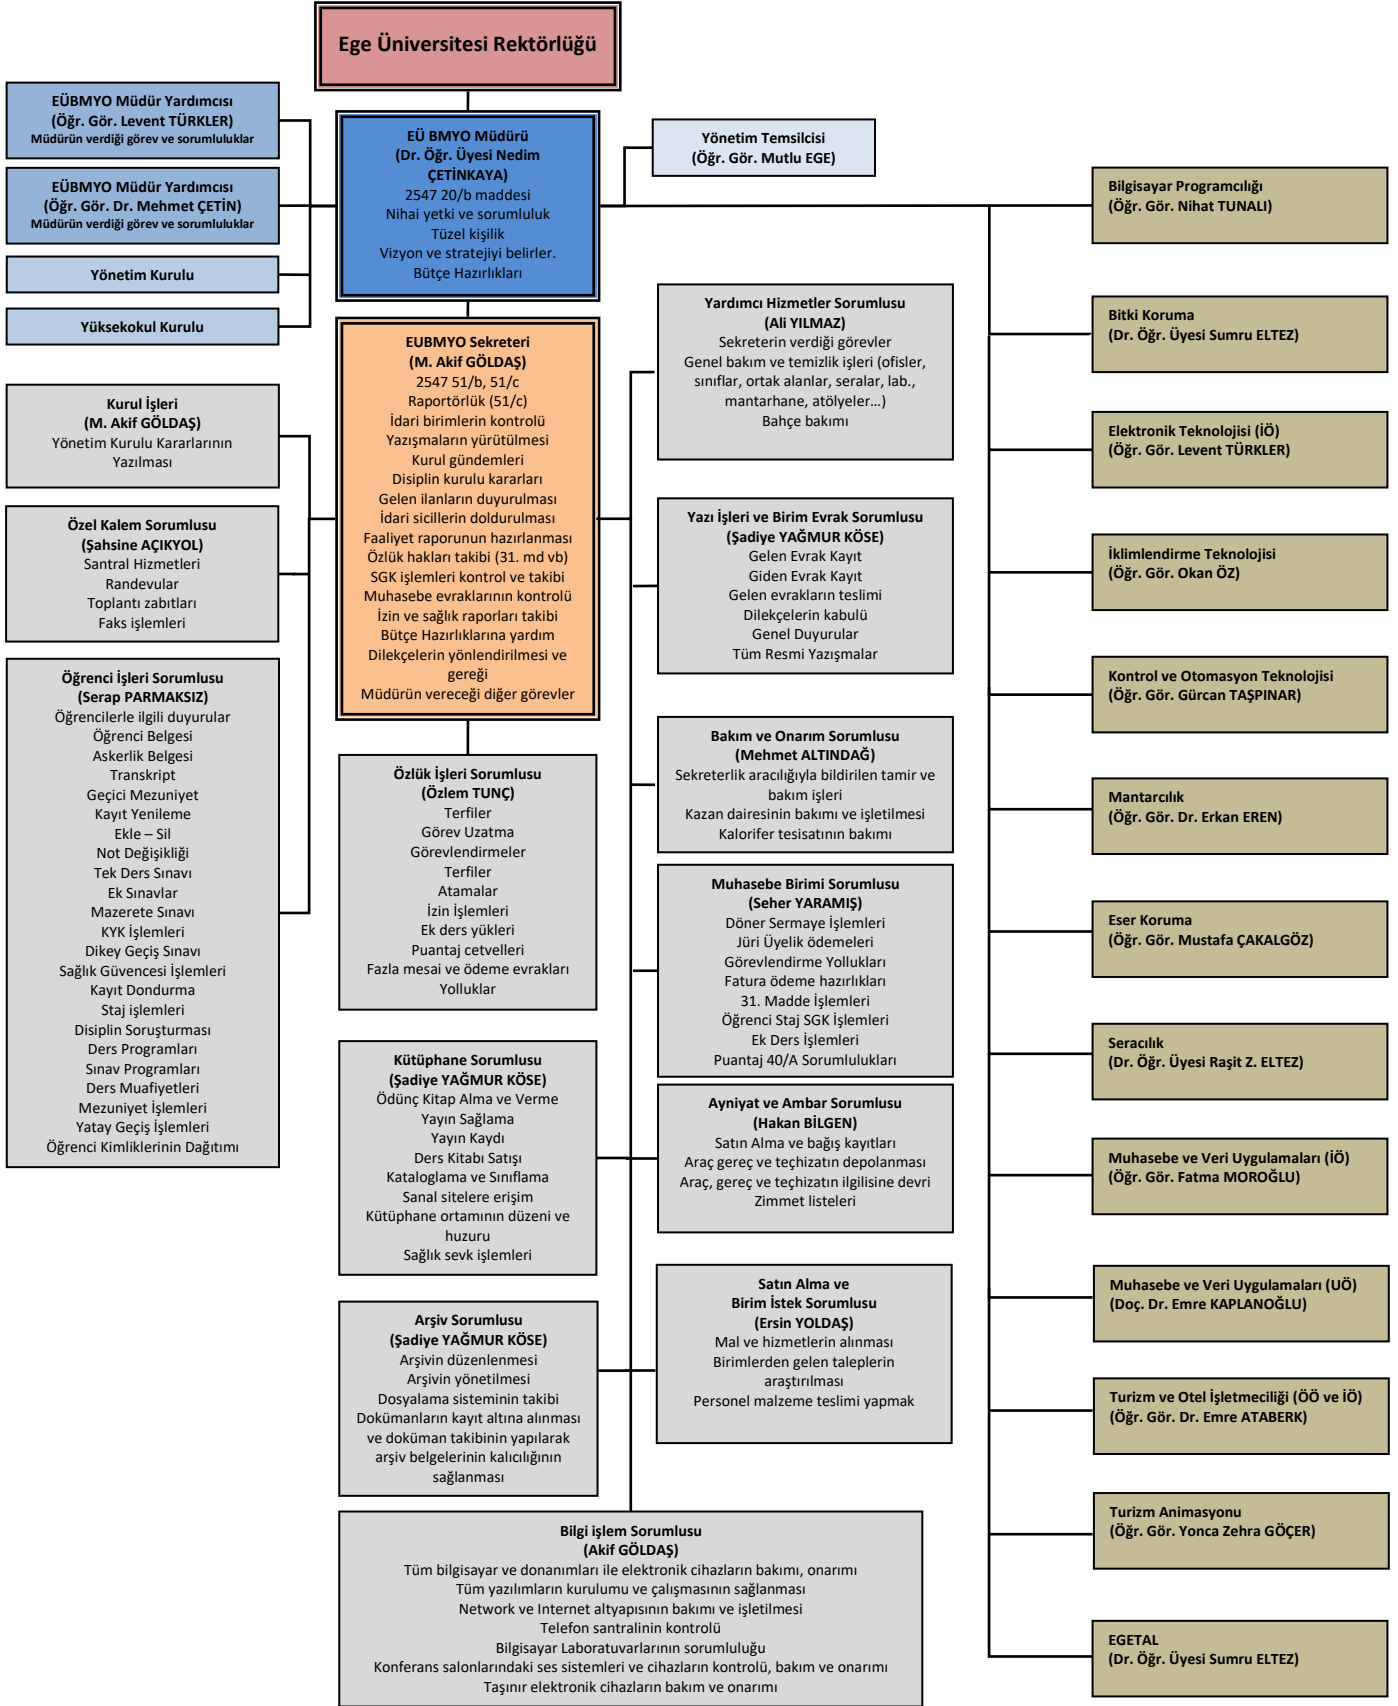 Ege Üniversitesi Rektörlüğü
EÜBMYO Müdür Yardımcısı
(Öğr. Gör. Levent TÜRKLER)
Müdürün verdiği görev ve sorumluluklar
EÜBMYO Müdür Yardımcısı
(Öğr. Gör. Dr. Mehmet ÇETİN)
Müdürün verdiği görev ve sorumluluklar
Yönetim Kurulu
Yüksekokul Kurulu
EÜ BMYO Müdürü
(Dr. Öğr. Üyesi Nedim
ÇETİNKAYA)
2547 20/b maddesi
Nihai yetki ve sorumluluk
Tüzel kişilik
Vizyon ve stratejiyi belirler.
Bütçe Hazırlıkları
Yönetim Temsilcisi
(Öğr. Gör. Mutlu EGE)
EUBMYO Sekreteri
(M. Akif GÖLDAŞ)
2547 51/b, 51/c
Raportörlük (51/c)
İdari birimlerin kontrolü
Yazışmaların yürütülmesi
Kurul gündemleri
Disiplin kurulu kararları
Gelen ilanların duyurulması
İdari sicillerin doldurulması
Faaliyet raporunun hazırlanması
Özlük hakları takibi (31. md vb)
SGK işlemleri kontrol ve takibi
Muhasebe evraklarının kontrolü
İzin ve sağlık raporları takibi
Bütçe Hazırlıklarına yardım
Dilekçelerin yönlendirilmesi ve
gereği
Müdürün vereceği diğer görevler
Kurul İşleri
(M. Akif GÖLDAŞ)
Yönetim Kurulu Kararlarının
Yazılması
Özel Kalem Sorumlusu
(Şahsine AÇIKYOL)
Santral Hizmetleri
Randevular
Toplantı zabıtları
Faks işlemleri
Öğrenci İşleri Sorumlusu
(Serap PARMAKSIZ)
Öğrencilerle ilgili duyurular
Öğrenci Belgesi
Askerlik Belgesi
Transkript
Geçici Mezuniyet
Kayıt Yenileme
Ekle – Sil
Not Değişikliği
Tek Ders Sınavı
Ek Sınavlar
Mazerete Sınavı
KYK İşlemleri
Dikey Geçiş Sınavı
Sağlık Güvencesi İşlemleri
Kayıt Dondurma
Staj işlemleri
Disiplin Soruşturması
Ders Programları
Sınav Programları
Ders Muafiyetleri
Mezuniyet İşlemleri
Yatay Geçiş İşlemleri
Öğrenci Kimliklerinin Dağıtımı
Özlük İşleri Sorumlusu
(Özlem TUNÇ)
Terfiler
Görev Uzatma
Görevlendirmeler
Terfiler
Atamalar
İzin İşlemleri
Ek ders yükleri
Puantaj cetvelleri
Fazla mesai ve ödeme evrakları
Yolluklar
Kütüphane Sorumlusu
(Şadiye YAĞMUR KÖSE)
Ödünç Kitap Alma ve Verme
Yayın Sağlama
Yayın Kaydı
Ders Kitabı Satışı
Kataloglama ve Sınıflama
Sanal sitelere erişim
Kütüphane ortamının düzeni ve
huzuru
Sağlık sevk işlemleri
Arşiv Sorumlusu
(Şadiye YAĞMUR KÖSE)
Arşivin düzenlenmesi
Arşivin yönetilmesi
Dosyalama sisteminin takibi
Dokümanların kayıt altına alınması
ve doküman takibinin yapılarak
arşiv belgelerinin kalıcılığının
sağlanması
Yardımcı Hizmetler Sorumlusu
(Ali YILMAZ)
Sekreterin verdiği görevler
Genel bakım ve temizlik işleri (ofisler,
sınıflar, ortak alanlar, seralar, lab.,
mantarhane, atölyeler…)
Bahçe bakımı
Yazı İşleri ve Birim Evrak Sorumlusu
(Şadiye YAĞMUR KÖSE)
Gelen Evrak Kayıt
Giden Evrak Kayıt
Gelen evrakların teslimi
Dilekçelerin kabulü
Genel Duyurular
Tüm Resmi Yazışmalar
Bakım ve Onarım Sorumlusu
(Mehmet ALTINDAĞ)
Sekreterlik aracılığıyla bildirilen tamir ve
bakım işleri
Kazan dairesinin bakımı ve işletilmesi
Kalorifer tesisatının bakımı
Muhasebe Birimi Sorumlusu
(Seher YARAMIŞ)
Döner Sermaye İşlemleri
Jüri Üyelik ödemeleri
Görevlendirme Yollukları
Fatura ödeme hazırlıkları
31. Madde İşlemleri
Öğrenci Staj SGK İşlemleri
Ek Ders İşlemleri
Puantaj 40/A Sorumlulukları
Ayniyat ve Ambar Sorumlusu
(Hakan BİLGEN)
Satın Alma ve bağış kayıtları
Araç gereç ve teçhizatın depolanması
Araç, gereç ve teçhizatın ilgilisine devri
Zimmet listeleri
Satın Alma ve
Birim İstek Sorumlusu
(Ersin YOLDAŞ)
Mal ve hizmetlerin alınması
Birimlerden gelen taleplerin
araştırılması
Personel malzeme teslimi yapmak
Bilgi işlem Sorumlusu
(Akif GÖLDAŞ)
Tüm bilgisayar ve donanımları ile elektronik cihazların bakımı, onarımı
Tüm yazılımların kurulumu ve çalışmasının sağlanması
Network ve Internet altyapısının bakımı ve işletilmesi
Telefon santralinin kontrolü
Bilgisayar Laboratuvarlarının sorumluluğu
Konferans salonlarındaki ses sistemleri ve cihazların kontrolü, bakım ve onarımı
Taşınır elektronik cihazların bakım ve onarımı
Bilgisayar Programcılığı
(Öğr. Gör. Nihat TUNALI)
Bitki Koruma
(Dr. Öğr. Üyesi Sumru ELTEZ)
Elektronik Teknolojisi (İÖ)
(Öğr. Gör. Levent TÜRKLER)
İklimlendirme Teknolojisi
(Öğr. Gör. Okan ÖZ)
Kontrol ve Otomasyon Teknolojisi
(Öğr. Gör. Gürcan TAŞPINAR)
Mantarcılık
(Öğr. Gör. Dr. Erkan EREN)
Eser Koruma
(Öğr. Gör. Mustafa ÇAKALGÖZ)
Seracılık
(Dr. Öğr. Üyesi Raşit Z. ELTEZ)
Muhasebe ve Veri Uygulamaları (İÖ)
(Öğr. Gör. Fatma MOROĞLU)
Muhasebe ve Veri Uygulamaları (UÖ)
(Doç. Dr. Emre KAPLANOĞLU)
Turizm ve Otel İşletmeciliği (ÖÖ ve İÖ)
(Öğr. Gör. Dr. Emre ATABERK)
Turizm Animasyonu
(Öğr. Gör. Yonca Zehra GÖÇER)
EGETAL
(Dr. Öğr. Üyesi Sumru ELTEZ)